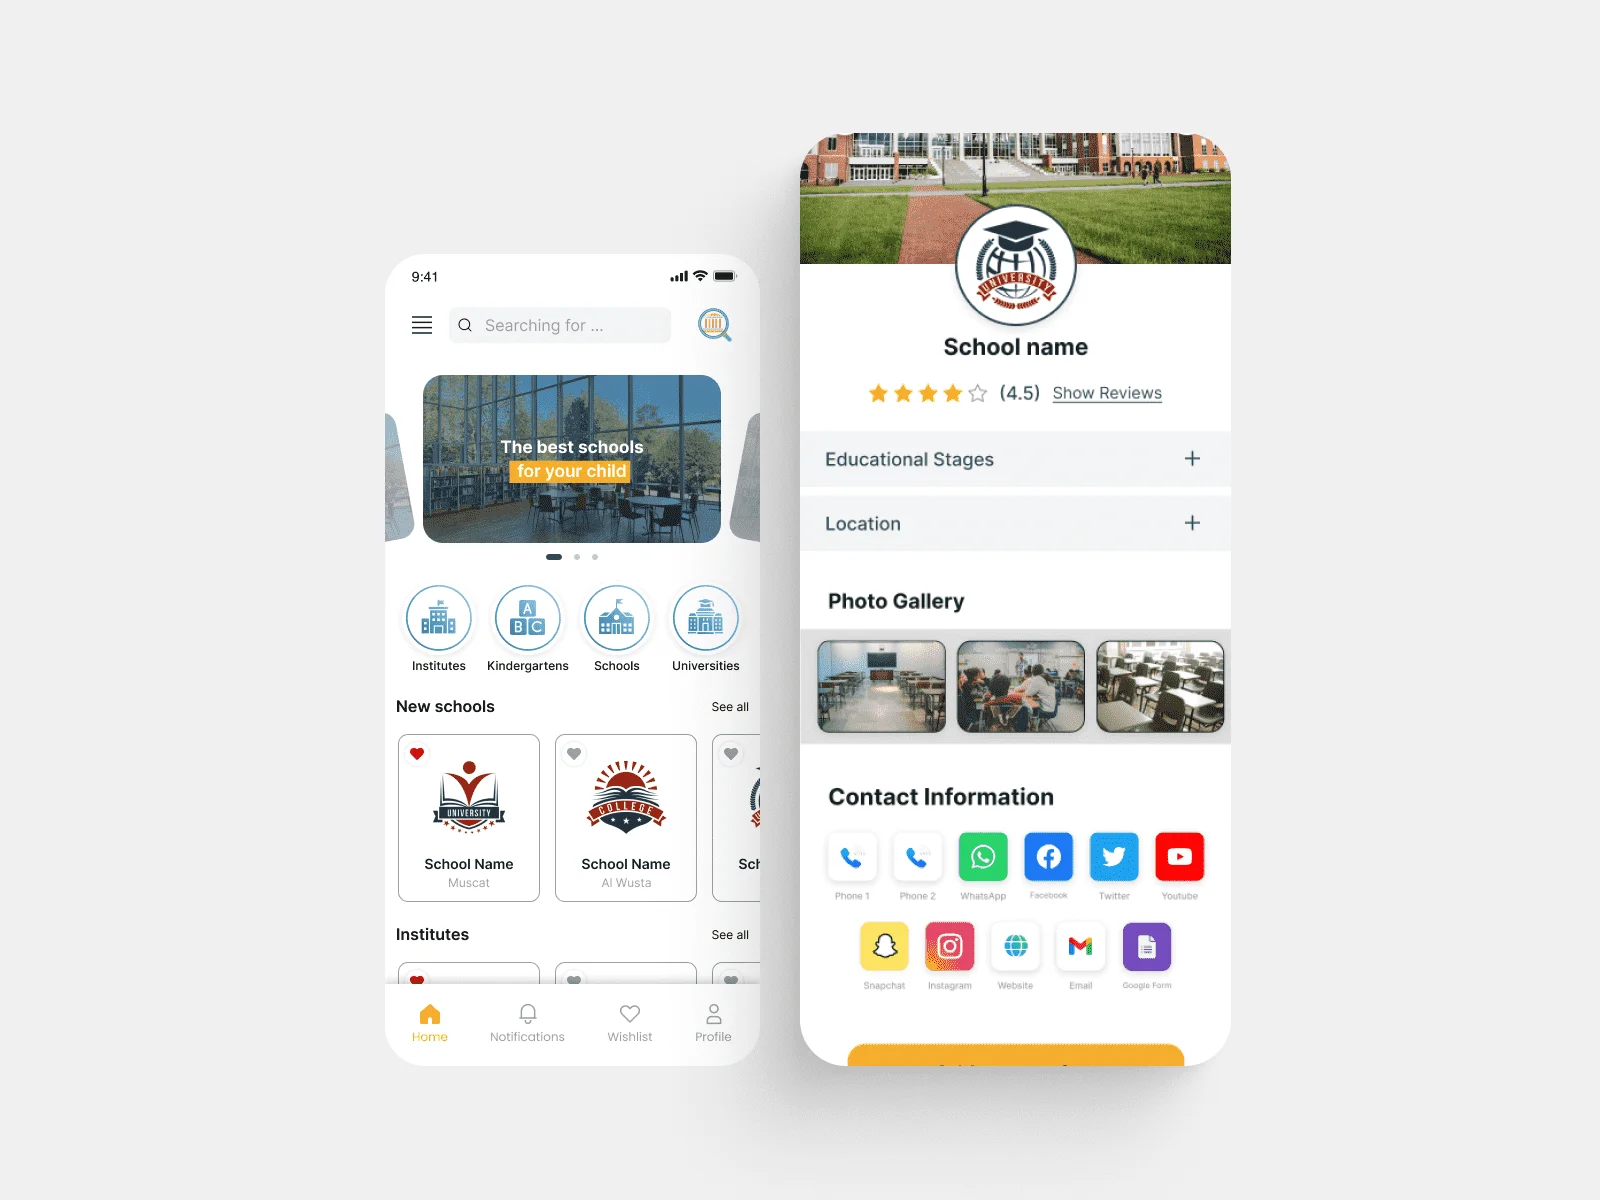 9:41
Searching for ...
The best schools
for your child
Institutes
Kindergartens
Schools
Universities
A
B C
New schools
See all
UNIVERSITY
School Name
Muscat
COLLEGE
School Name
Al Wusta
Sch
Institutes
See all
Home
Notifications
Wishlist
Profile
UNIVERSITY
School name
(4.5)
Show Reviews
Educational Stages
Location
Photo Gallery
Contact Information
Phone 1
Phone 2
WhatsApp
Facebook
Twitter
Youtube
Snapchat
Instagram
Website
Email
Google Form